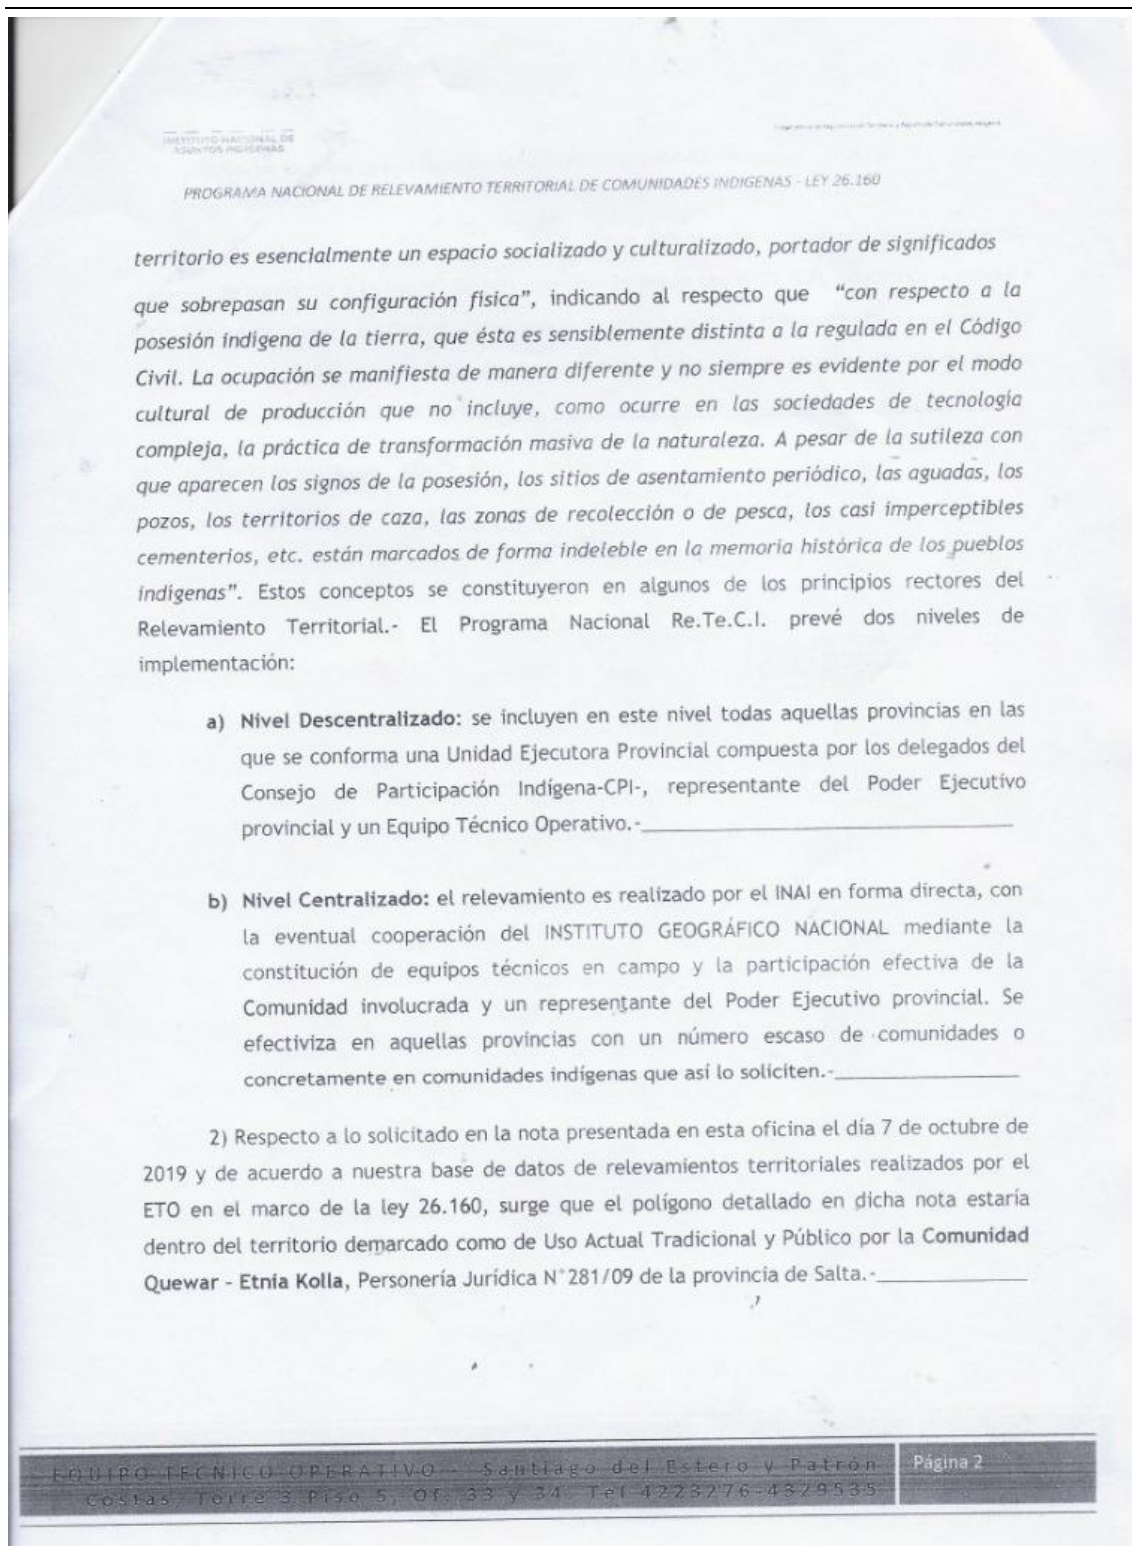 INSTITUTO NACIONAL DE
ASUNTOS INDIGENAS
PROGRAMA NACIONAL DE RELEVAMIENTO TERRITORIAL DE COMUNIDADES INDIGENAS - LEY 26.160
territorio es esencialmente un espacio socializado y culturalizado, portador de significados
que sobrepasan su configuración física”, indicando al respecto que “con respecto a la
posesión indígena de la tierra, que ésta es sensiblemente distinta a la regulada en el Código
Civil. La ocupación se manifiesta de manera diferente y no siempre es evidente por el modo
cultural de producción que no incluye, como ocurre en las sociedades de tecnología
compleja, la práctica de transformación masiva de la naturaleza. A pesar de la sutileza con
que aparecen los signos de la posesión, los sitios de asentamiento periódico, las aguadas, los
pozos, los territorios de caza, las zonas de recolección o de pesca, los casi imperceptibles
cementerios, etc. están marcados de forma indeleble en la memoria histórica de los pueblos
indígenas”. Estos conceptos se constituyeron en algunos de los principios rectores del
Relevamiento Territorial.- El Programa Nacional Re.Te.C.I. prevé dos niveles de
implementación:
a) Nivel Descentralizado: se incluyen en este nivel todas aquellas provincias en las
que se conforma una Unidad Ejecutora Provincial compuesta por los delegados del
Consejo de Participación Indígena-CPI-, representante del Poder Ejecutivo
provincial y un Equipo Técnico Operativo.-
b) Nivel Centralizado: el relevamiento es realizado por el INAI en forma directa, con
la eventual cooperación del INSTITUTO GEOGRÁFICO NACIONAL mediante la
constitución de equipos técnicos en campo y la participación efectiva de la
Comunidad involucrada y un representante del Poder Ejecutivo provincial. Se
efectiviza en aquellas provincias con un número escaso de comunidades o
concretamente en comunidades indígenas que así lo soliciten.-
2) Respecto a lo solicitado en la nota presentada en esta oficina el día 7 de octubre de
2019 y de acuerdo a nuestra base de datos de relevamientos territoriales realizados por el
ETO en el marco de la ley 26.160, surge que el polígono detallado en dicha nota estaría
dentro del territorio demarcado como de Uso Actual Tradicional y Público por la Comunidad
Quewar - Etnia Kolla, Personería Jurídica N°281/09 de la provincia de Salta.-
EQUIPO TECNICO OPERATIVO - Santiago del Estero y Patrón
Costas, Torre 3 Piso 5, Of. 33 y 34. Tel 4223276-4329535
Página 2